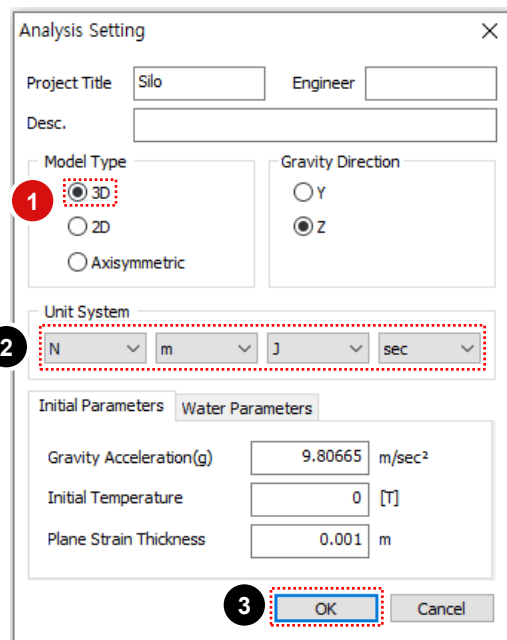 Analysis Setting
Project Title Silo Engineer
Desc.
Model Type Gravity Direction
1 3D Y
2D Z
Axisymmetric
Unit System
2 N m J sec
Initial Parameters Water Parameters
Gravity Acceleration(g) 9.80665 m/sec²
Initial Temperature 0 [T]
Plane Strain Thickness 0.001 m
3 OK Cancel